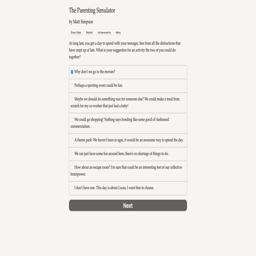 The Parenting Simulator
by Matt Simpson
Show Stats Restart Achievements Menu
At long last, you get a day to spend with your teenager, free from all the distractions that
have crept up of late. What is your suggestion for an activity the two of you could do
together?
Why don't we go to the movies?
Perhaps a sporting event could be fun.
Maybe we should do something nice for someone else? We could make a meal from
scratch for my co-worker that just had a baby!
We could go shopping! Nothing says bonding like some good ol' fashioned
consumerism.
A theme park! We haven't been in ages, it would be an awesome way to spend the day.
We can just have some fun around here, there's no shortage of things to do.
How about an escape room? I'm sure that could be an interesting test of our collective
brainpower.
I don't have one. This day is about Lucas, I want him to choose.
Next